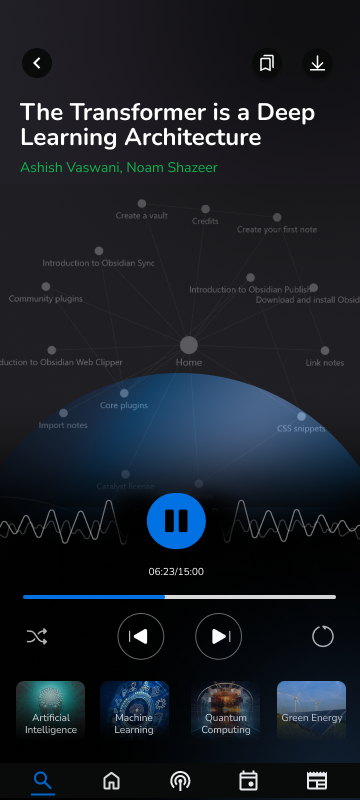 The Transformer is a Deep
Learning Architecture
Ashish Vaswani, Noam Shazeer
Create a vault
Credits
Create your first note
Introduction to Obsidian Sync
Introduction to Obsidian Publish
Community plugins
Download and install Obsid
Home
duction to Obsidian Web Clipper
Link notes
Core plugins
Import notes
CSS snippets
Catalyst Scanner
06:23/15:00
Artificial
Intelligence
Machine
Learning
Quantum
Computing
Green Energy